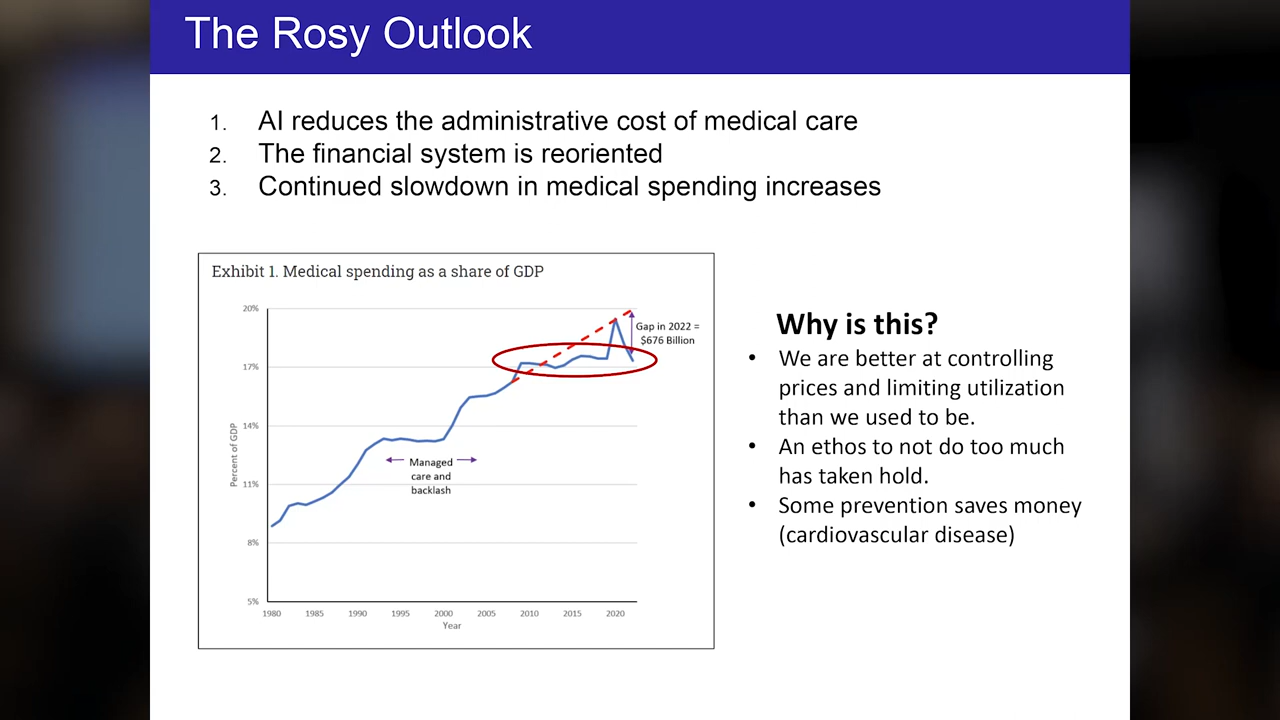 The Rosy Outlook
1. AI reduces the administrative cost of medical care
2. The financial system is reoriented
3. Continued slowdown in medical spending increases
Exhibit 1. Medical spending as a share of GDP
20%
17%
14%
11%
8%
5%
Percent of GDP
Gap in 2022 =
$676 Billion
Managed
care and
backlash
1980 1985 1990 1995 2000 2005 2010 2015 2020
Year
Why is this?
• We are better at controlling
prices and limiting utilization
than we used to be.
• An ethos to not do too much
has taken hold.
• Some prevention saves money
(cardiovascular disease)